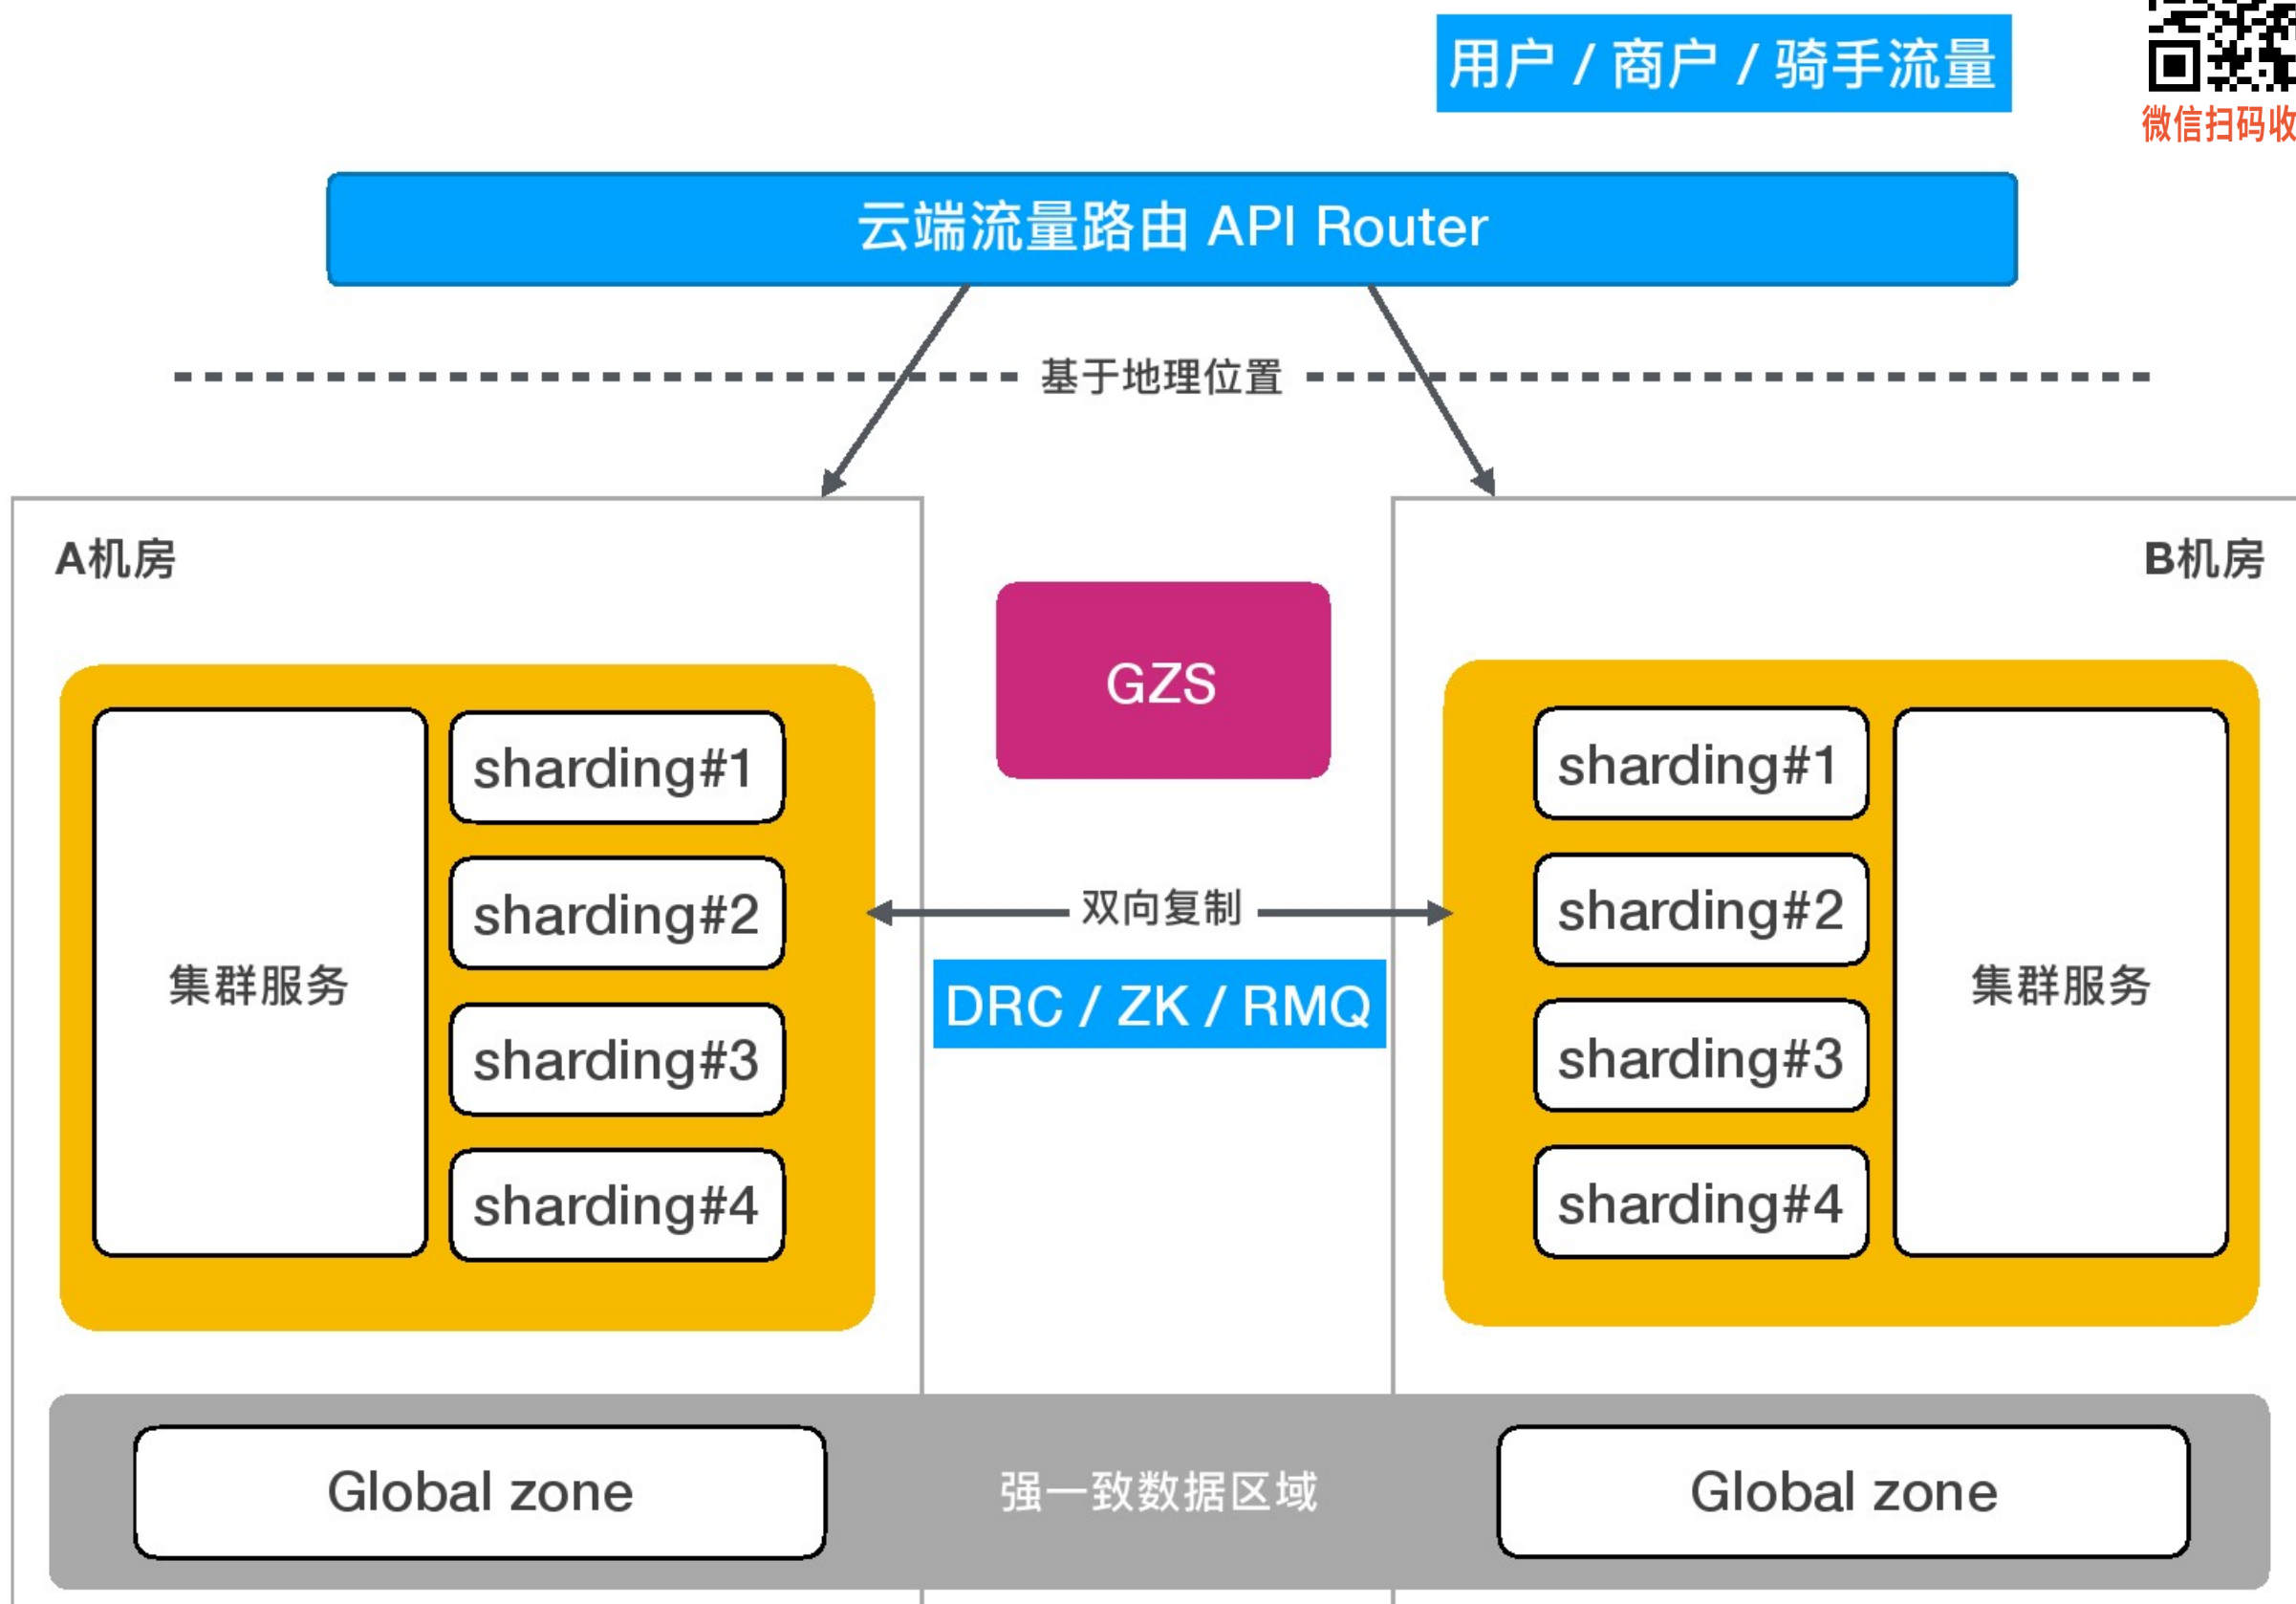 用户 / 商户 / 骑手流量
微信扫码收
云端流量路由 API Router
基于地理位置
A机房
B机房
GZS
sharding#1
sharding#2
sharding#3
sharding#4
集群服务
双向复制
DRC / ZK / RMQ
sharding#1
sharding#2
sharding#3
sharding#4
集群服务
Global zone
强一致数据区域
Global zone